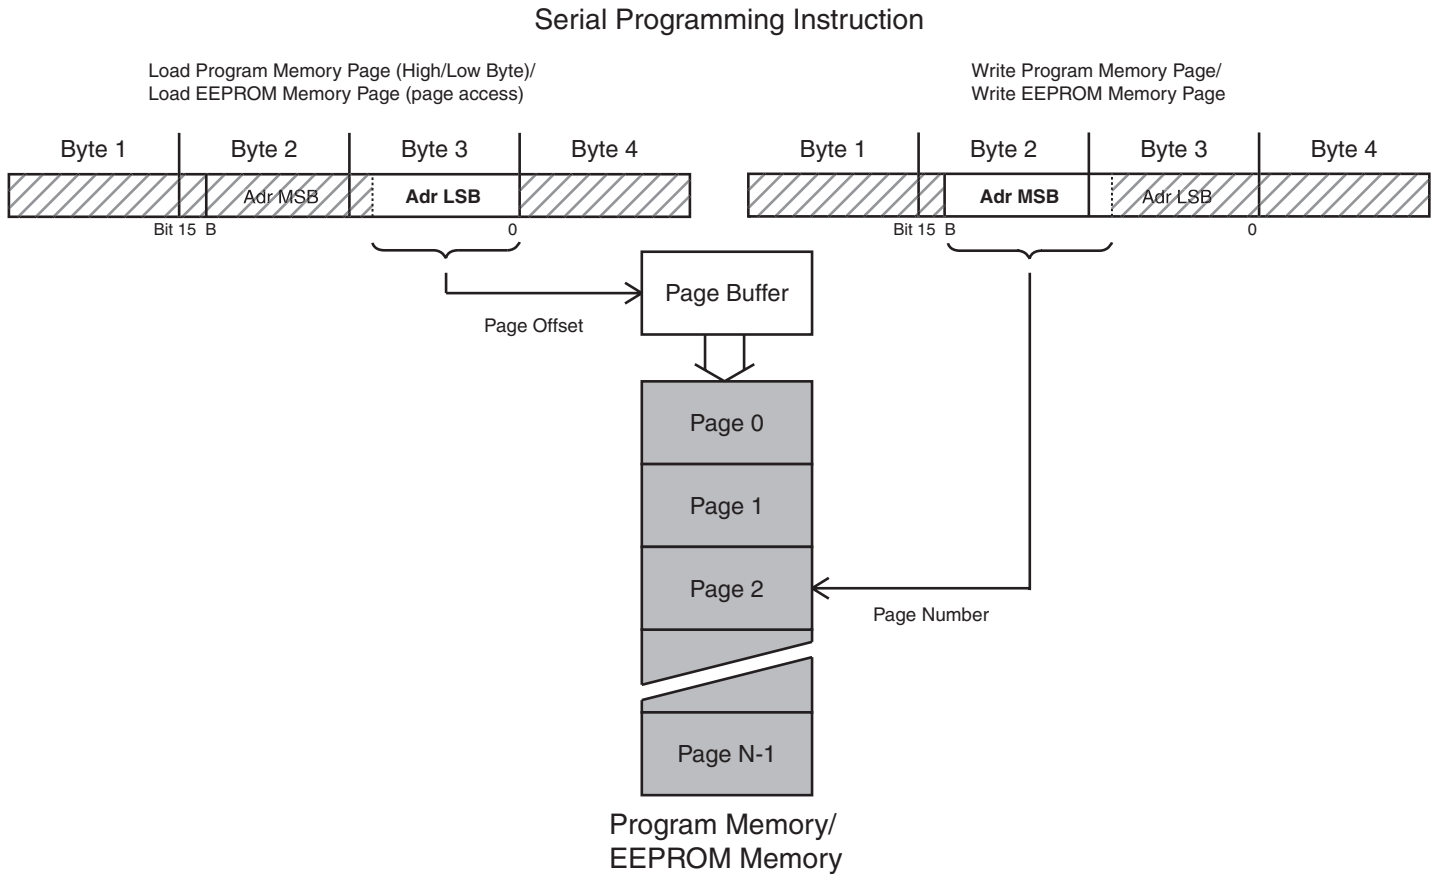 Serial Programming Instruction
Load Program Memory Page (High/Low Byte)/
Load EEPROM Memory Page (page access)
Write Program Memory Page/
Write EEPROM Memory Page
Byte 1 Byte 2 Byte 3 Byte 4
Adr MSB Adr LSB
Bit 15 B 0
Byte 1 Byte 2 Byte 3 Byte 4
Adr MSB Adr LSB
Bit 15 B 0
Page Buffer
Page Offset
Page 0
Page 1
Page 2
Page Number
Page N-1
Program Memory/
EEPROM Memory